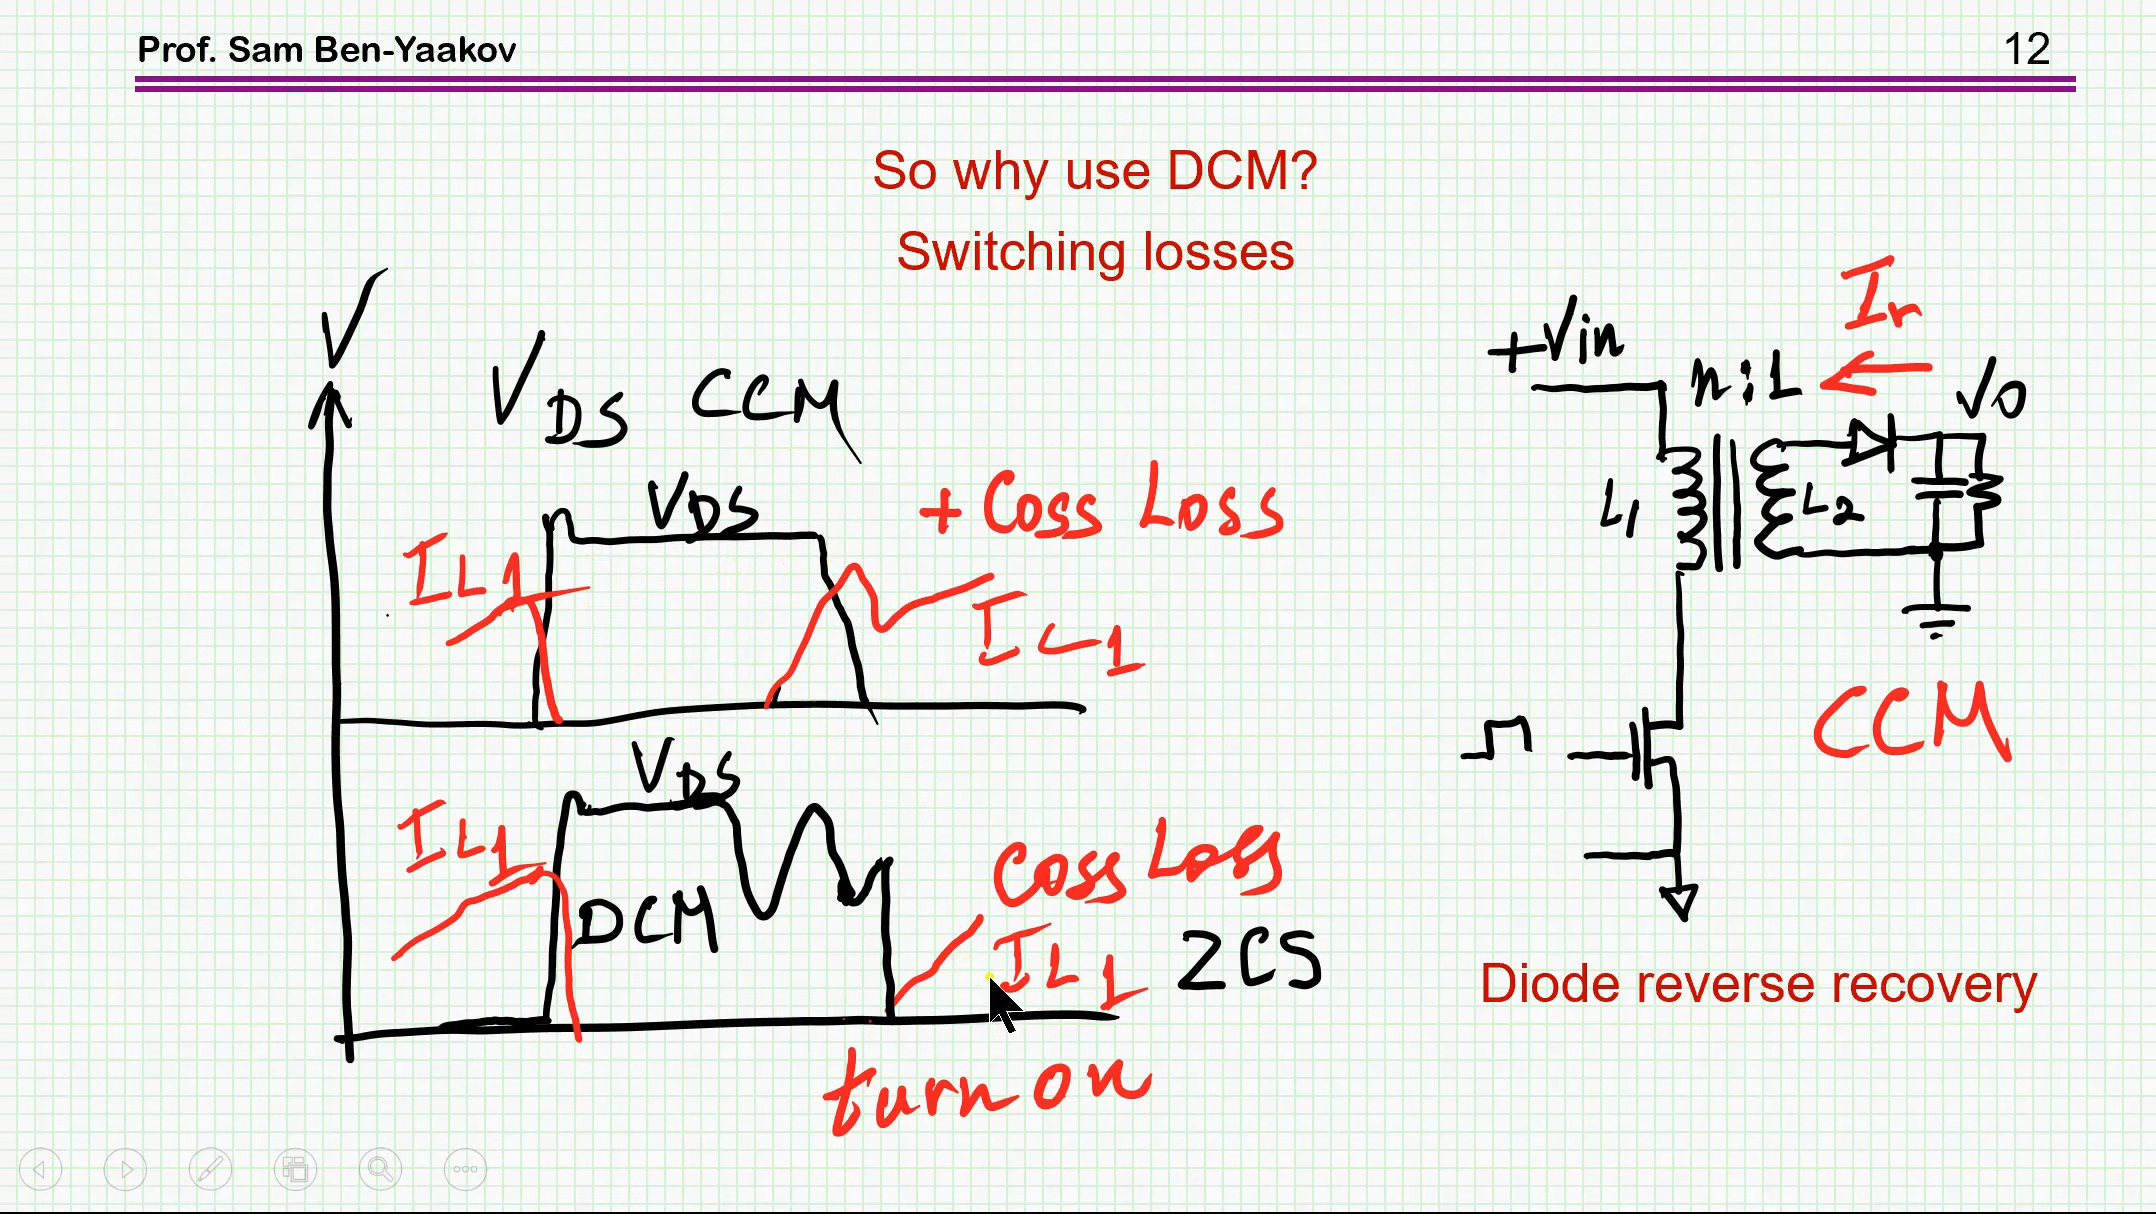 Prof. Sam Ben-Yaakov
12
So why use DCM?
Switching losses
V
VDS CCM
VDS
+ Coss Loss
IL1
IL1
VDS
IL1
DCM
Coss Loss
IL1 ZCS
turn on
Ir
+Vin
n:1
Vo
L1
L2
CCM
Diode reverse recovery